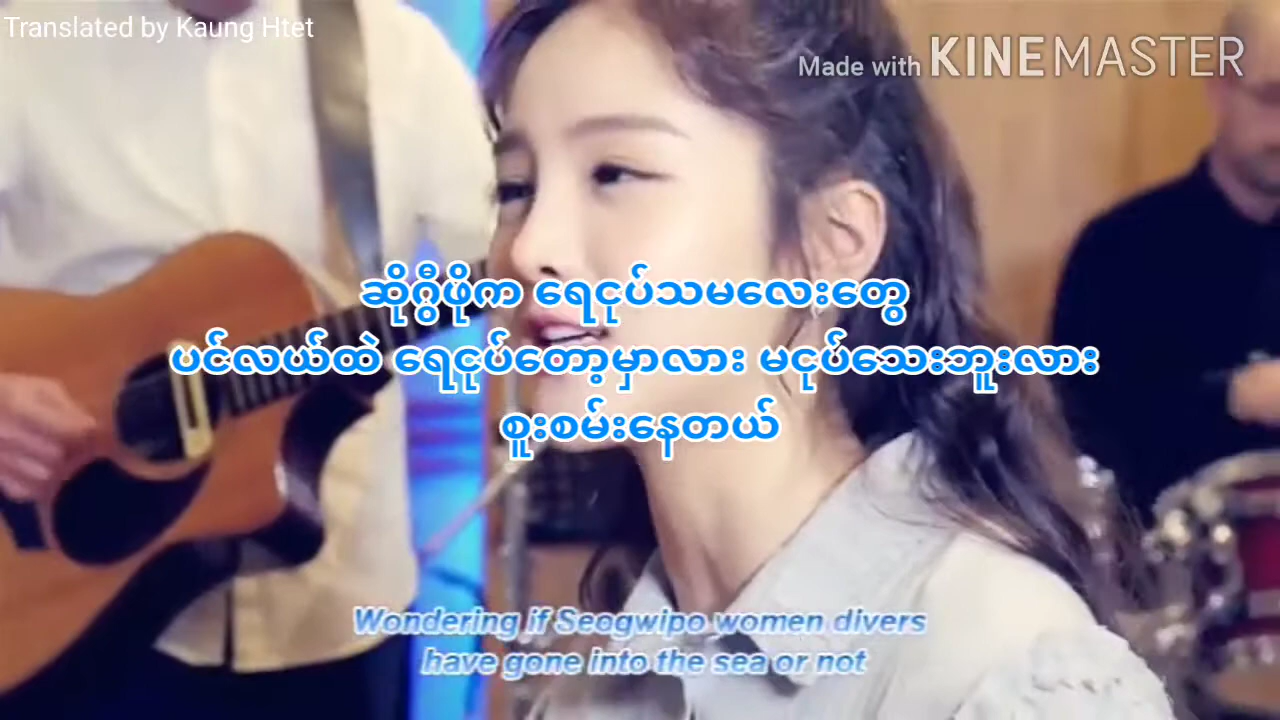 Translated by Kaung Htet
Made with KINEMASTER
ဆိုဂွီဖိုက ရေငုပ်သမလေးတွေ
ပင်လယ်ထဲ ရေငုပ်တော့မှာလား မငုပ်သေးဘူးလား
စူးစမ်းနေတယ်
Wondering if Seogwipo women divers
have gone into the sea or not